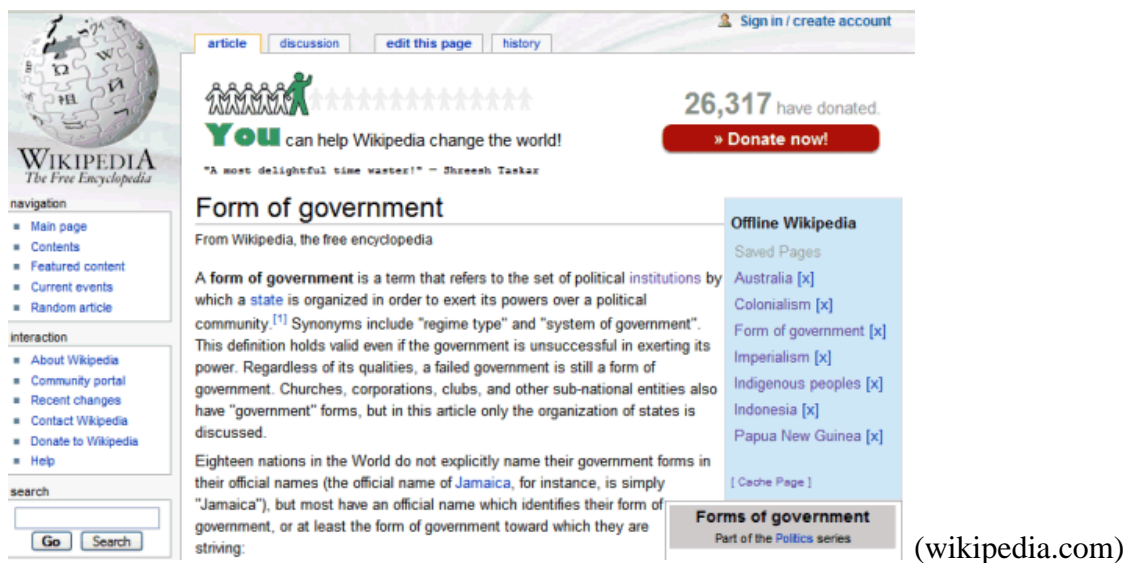 Sign in / create account
article discussion edit this page history
26,317 have donated.
You can help Wikipedia change the world!
» Donate now!
"A most delightful time waster!" — Shreesh Taskar
WIKIPEDIA
The Free Encyclopedia
navigation
Main page
Contents
Featured content
Current events
Random article
interaction
About Wikipedia
Community portal
Recent changes
Contact Wikipedia
Donate to Wikipedia
Help
search
Go Search
Form of government
From Wikipedia, the free encyclopedia
A form of government is a term that refers to the set of political institutions by
which a state is organized in order to exert its powers over a political
community.[1] Synonyms include "regime type" and "system of government".
This definition holds valid even if the government is unsuccessful in exerting its
power. Regardless of its qualities, a failed government is still a form of
government. Churches, corporations, clubs, and other sub-national entities also
have "government" forms, but in this article only the organization of states is
discussed.
Eighteen nations in the World do not explicitly name their government forms in
their official names (the official name of Jamaica, for instance, is simply
"Jamaica"), but most have an official name which identifies their form of
government, or at least the form of government toward which they are
striving:
Offline Wikipedia
Saved Pages
Australia [x]
Colonialism [x]
Form of government [x]
Imperialism [x]
Indigenous peoples [x]
Indonesia [x]
Papua New Guinea [x]
[ Cache Page ]
Forms of government
Part of the Politics series
(wikipedia.com)